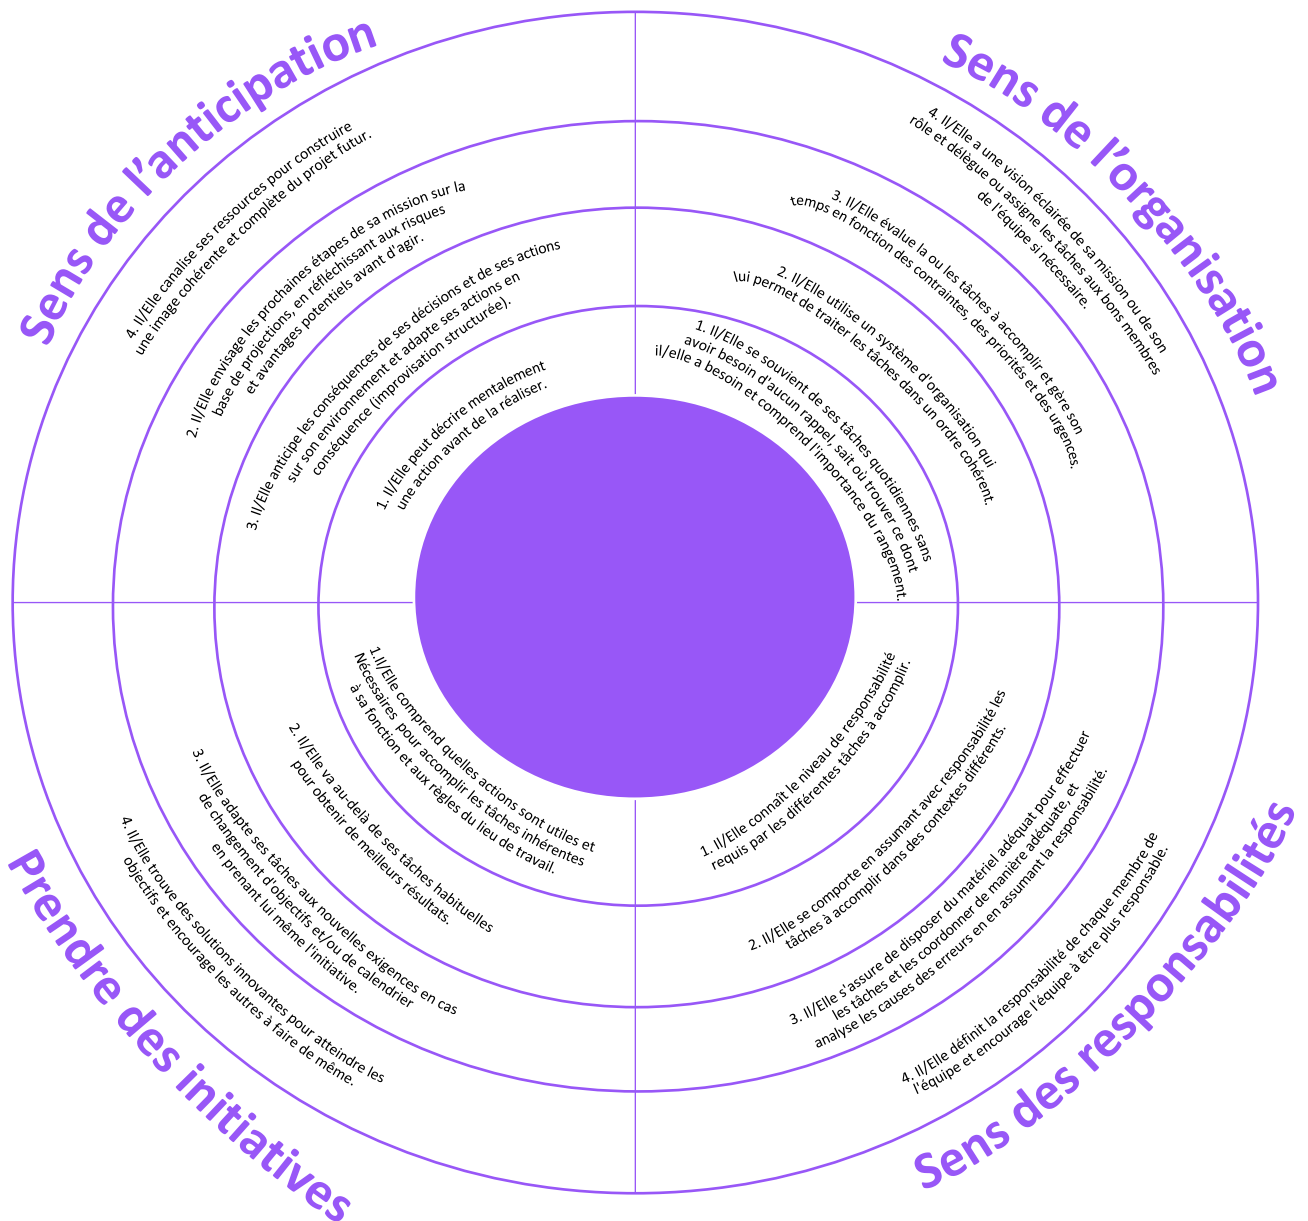 Sens de l’anticipation
4. Il/Elle canalise ses ressources pour construire
une image cohérente et complète du projet futur.
2. Il/Elle envisage les prochaines étapes de sa mission sur la
base de projections, en réfléchissant aux risques
et avantages potentiels avant d'agir.
3. Il/Elle anticipe les conséquences de ses décisions et de ses actions
sur son environnement et adapte ses actions en
conséquence (improvisation structurée).
1. Il/Elle peut décrire mentalement
une action avant de la réaliser.
Sens de l’organisation
4. Il/Elle a une vision éclairée de sa mission ou de son
rôle et délègue ou assigne les tâches aux bons membres
de l'équipe si nécessaire.
3. Il/Elle évalue la ou les tâches à accomplir et gère son
temps en fonction des contraintes, des priorités et des urgences.
2. Il/Elle utilise un système d'organisation qui
\ui permet de traiter les tâches dans un ordre cohérent.
1. Il/Elle se souvient de ses tâches quotidiennes sans
avoir besoin d'aucun rappel, sait où trouver ce dont
il/elle a besoin et comprend l'importance du rangement.
Prendre des initiatives
1.Il/Elle comprend quelles actions sont utiles et
Nécessaires pour accomplir les tâches inhérentes
à sa fonction et aux règles du lieu de travail.
2. Il/Elle va au-delà de ses tâches habituelles
pour obtenir de meilleurs résultats.
3. Il/Elle adapte ses tâches aux nouvelles exigences en cas
de changement d'objectifs et/ou de calendrier
en prenant lui même l'initiative.
4. Il/Elle trouve des solutions innovantes pour atteindre les
objectifs et encourage les autres à faire de même.
Sens des responsabilités
1. Il/Elle connaît le niveau de responsabilité
requis par les différentes tâches à accomplir.
2. Il/Elle se comporte en assumant avec responsabilité les
tâches à accomplir dans des contextes différents.
3. Il/Elle s'assure de disposer du matériel adéquat pour effectuer
les tâches et les coordonner de manière adéquate, et
analyse les causes des erreurs en en assumant la responsabilité.
4. Il/Elle définit la responsabilité de chaque membre de
l'équipe et encourage l'équipe à être plus responsable.